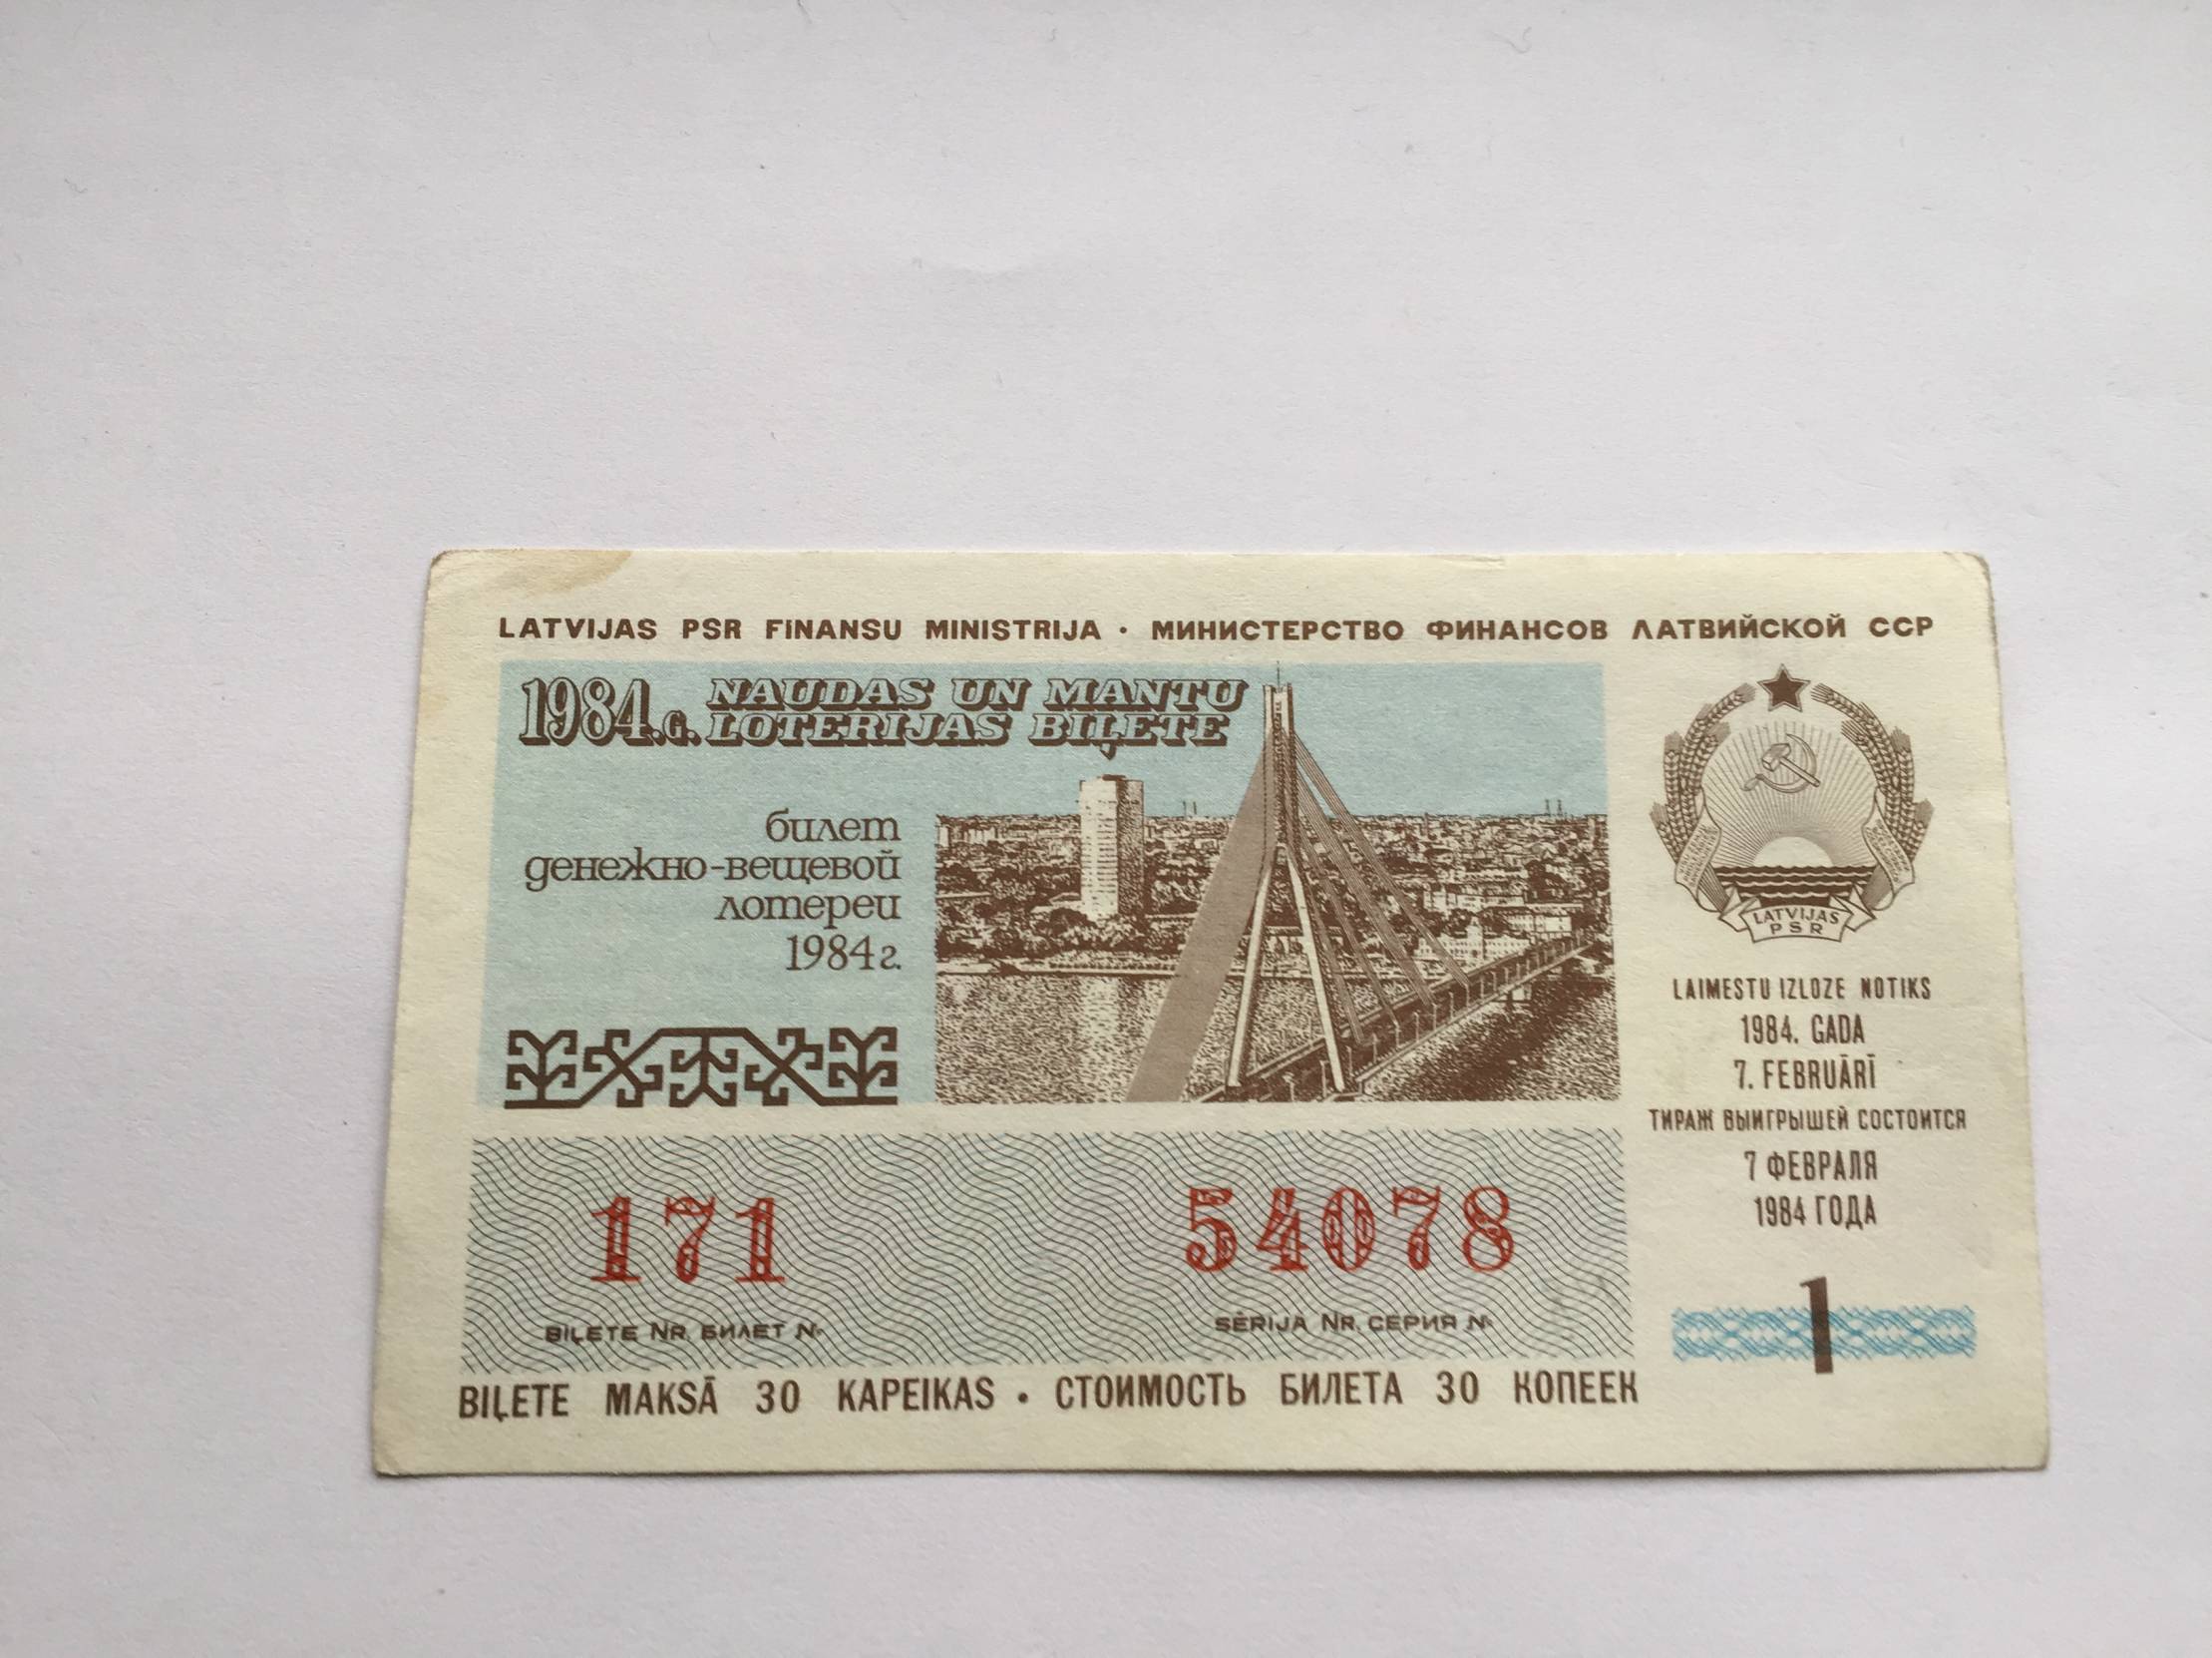 LATVIJAS PSR FINANSU MINISTRIJA • МИНИСТЕРСТВО ФИНАНСОВ ЛАТВИЙСКОЙ ССР
1984.G. NAUDAS UN MANTU
LOTERIJAS BIĻETE
билет
денежно-вещевой
лотереи
1984 г.
LATVIJAS
PSR
LAIMESTU IZLOZE NOTIKS
1984. GADA
7. FEBRUĀRĪ
ТИРАЖ ВЫИГРЫШЕЙ СОСТОИТСЯ
7 ФЕВРАЛЯ
1984 ГОДА
171 54078
BIĻETE NR. БИЛЕТ № SĒRIJA NR. СЕРИЯ №
1
BIĻETE MAKSĀ 30 KAPEIKAS • СТОИМОСТЬ БИЛЕТА 30 КОПЕЕК